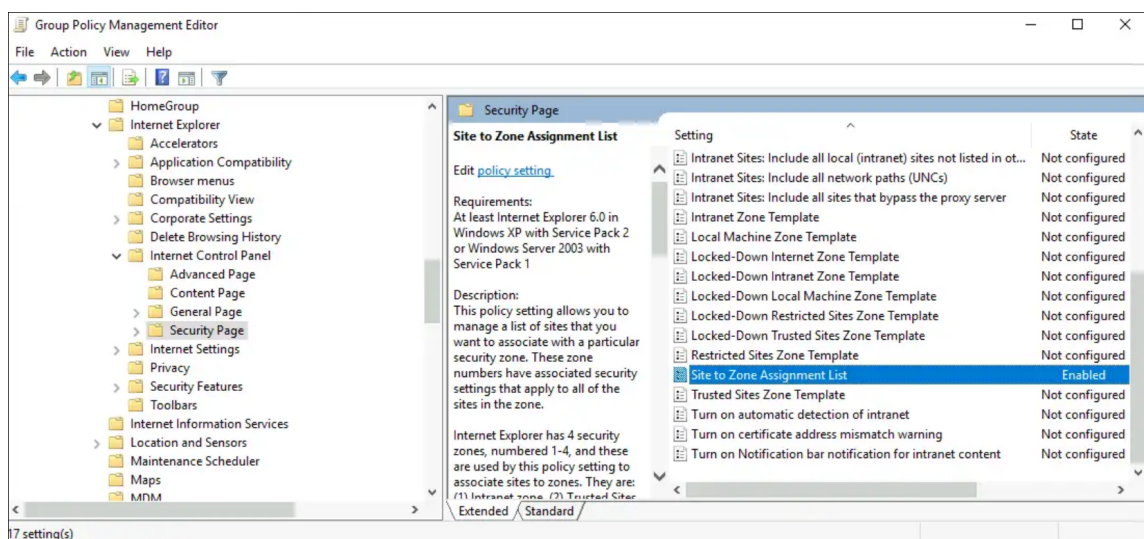 Group Policy Management Editor
File Action View Help
HomeGroup
Internet Explorer
Accelerators
Application Compatibility
Browser menus
Compatibility View
Corporate Settings
Delete Browsing History
Internet Control Panel
Advanced Page
Content Page
General Page
Security Page
Internet Settings
Privacy
Security Features
Toolbars
Internet Information Services
Location and Sensors
Maintenance Scheduler
Maps
MDM
Security Page
Site to Zone Assignment List
Edit policy setting
Requirements:
At least Internet Explorer 6.0 in
Windows XP with Service Pack 2
or Windows Server 2003 with
Service Pack 1
Description:
This policy setting allows you to
manage a list of sites that you
want to associate with a particular
security zone. These zone
numbers have associated security
settings that apply to all of the
sites in the zone.
Internet Explorer has 4 security
zones, numbered 1-4, and these
are used by this policy setting to
associate sites to zones. They are:
(1) Intranet zone, (2) Trusted Sites
Setting State
Intranet Sites: Include all local (intranet) sites not listed in ot... Not configured
Intranet Sites: Include all network paths (UNCs) Not configured
Intranet Sites: Include all sites that bypass the proxy server Not configured
Intranet Zone Template Not configured
Local Machine Zone Template Not configured
Locked-Down Internet Zone Template Not configured
Locked-Down Intranet Zone Template Not configured
Locked-Down Local Machine Zone Template Not configured
Locked-Down Restricted Sites Zone Template Not configured
Locked-Down Trusted Sites Zone Template Not configured
Restricted Sites Zone Template Not configured
Site to Zone Assignment List Enabled
Trusted Sites Zone Template Not configured
Turn on automatic detection of intranet Not configured
Turn on certificate address mismatch warning Not configured
Turn on Notification bar notification for intranet content Not configured
Extended Standard
17 setting(s)